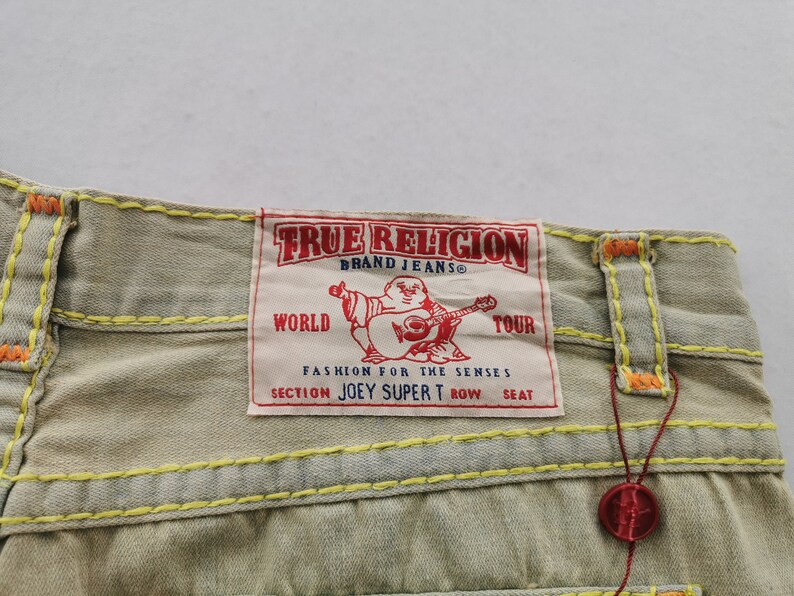 TRUE RELIGION
BRAND JEANS®
WORLD TOUR
FASHION FOR THE SENSES
SECTION JOEY SUPER T ROW SEAT